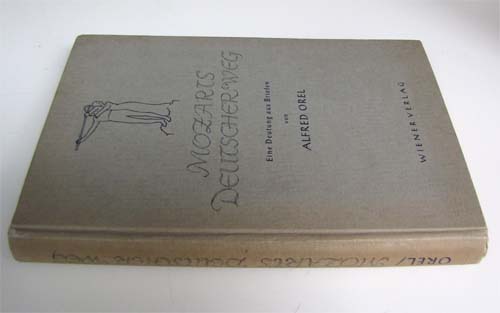 MOZARTS
DEUTSCHER WEG
Eine Deutung aus Briefen
von
ALFRED OREL
WIENER VERLAG
OREL / MOZARTS DEUTSCHER WEG